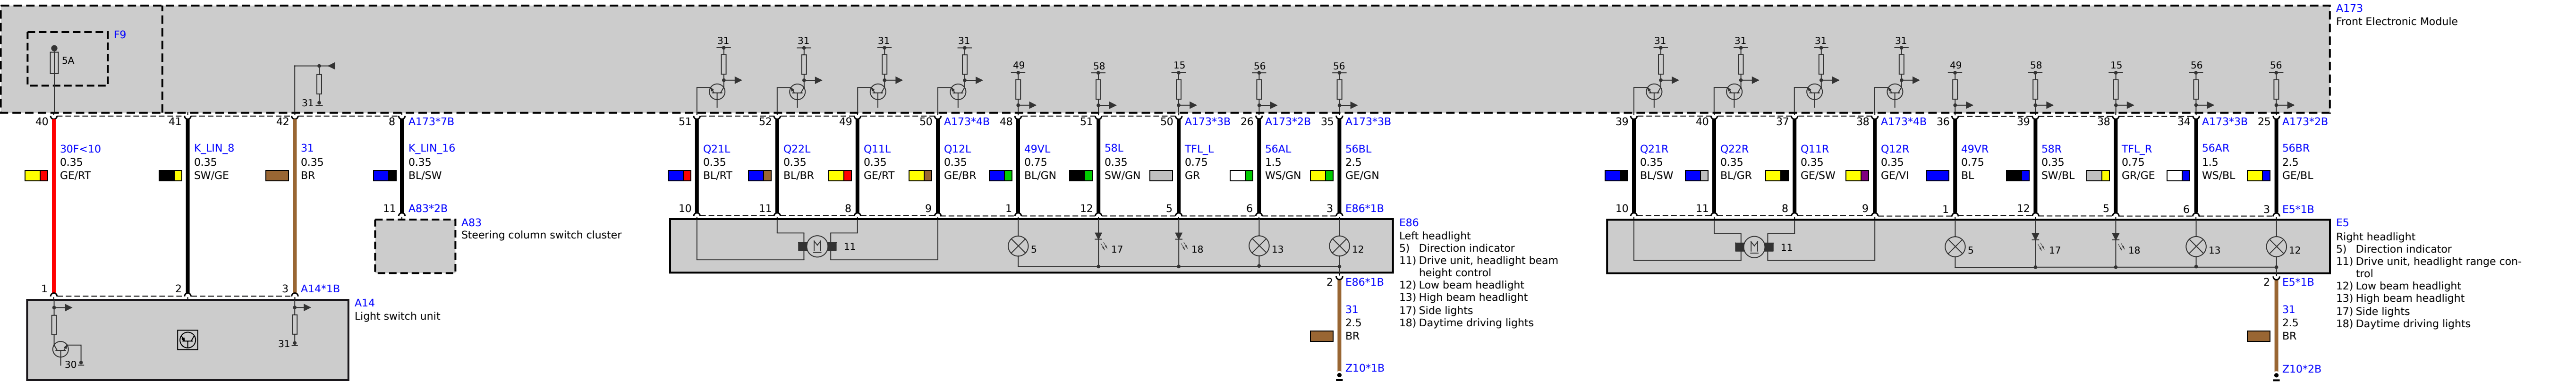 A173
Front Electronic Module
F9
5A
31
31 31 31 31 49 58 15 56 56
31 31 31 31 49 58 15 56 56
40 41 42 8 A173*7B
51 52 49 50 A173*4B 48 51 50 A173*3B 26 A173*2B 35 A173*3B
39 40 37 38 A173*4B 36 39 38 34 A173*3B 25 A173*2B
30F<10 K_LIN_8 31 K_LIN_16
0.35 0.35 0.35 0.35
GE/RT SW/GE BR BL/SW
Q21L Q22L Q11L Q12L 49VL 58L TFL_L 56AL 56BL
0.35 0.35 0.35 0.35 0.75 0.35 0.75 1.5 2.5
BL/RT BL/BR GE/RT GE/BR BL/GN SW/GN GR WS/GN GE/GN
Q21R Q22R Q11R Q12R 49VR 58R TFL_R 56AR 56BR
0.35 0.35 0.35 0.35 0.75 0.35 0.75 1.5 2.5
BL/SW BL/GR GE/SW GE/VI BL SW/BL GR/GE WS/BL GE/BL
11 A83*2B
A83
Steering column switch cluster
10 11 8 9 1 12 5 6 3 E86*1B
10 11 8 9 1 12 5 6 3 E5*1B
M 11 5 17 18 13 12
M 11 5 17 18 13 12
E86
Left headlight
5) Direction indicator
11) Drive unit, headlight beam
height control
12) Low beam headlight
13) High beam headlight
17) Side lights
18) Daytime driving lights
E5
Right headlight
5) Direction indicator
11) Drive unit, headlight range con-
trol
12) Low beam headlight
13) High beam headlight
17) Side lights
18) Daytime driving lights
1 2 3 A14*1B
A14
Light switch unit
30
31
2 E86*1B
31
2.5
BR
Z10*1B
2 E5*1B
31
2.5
BR
Z10*2B